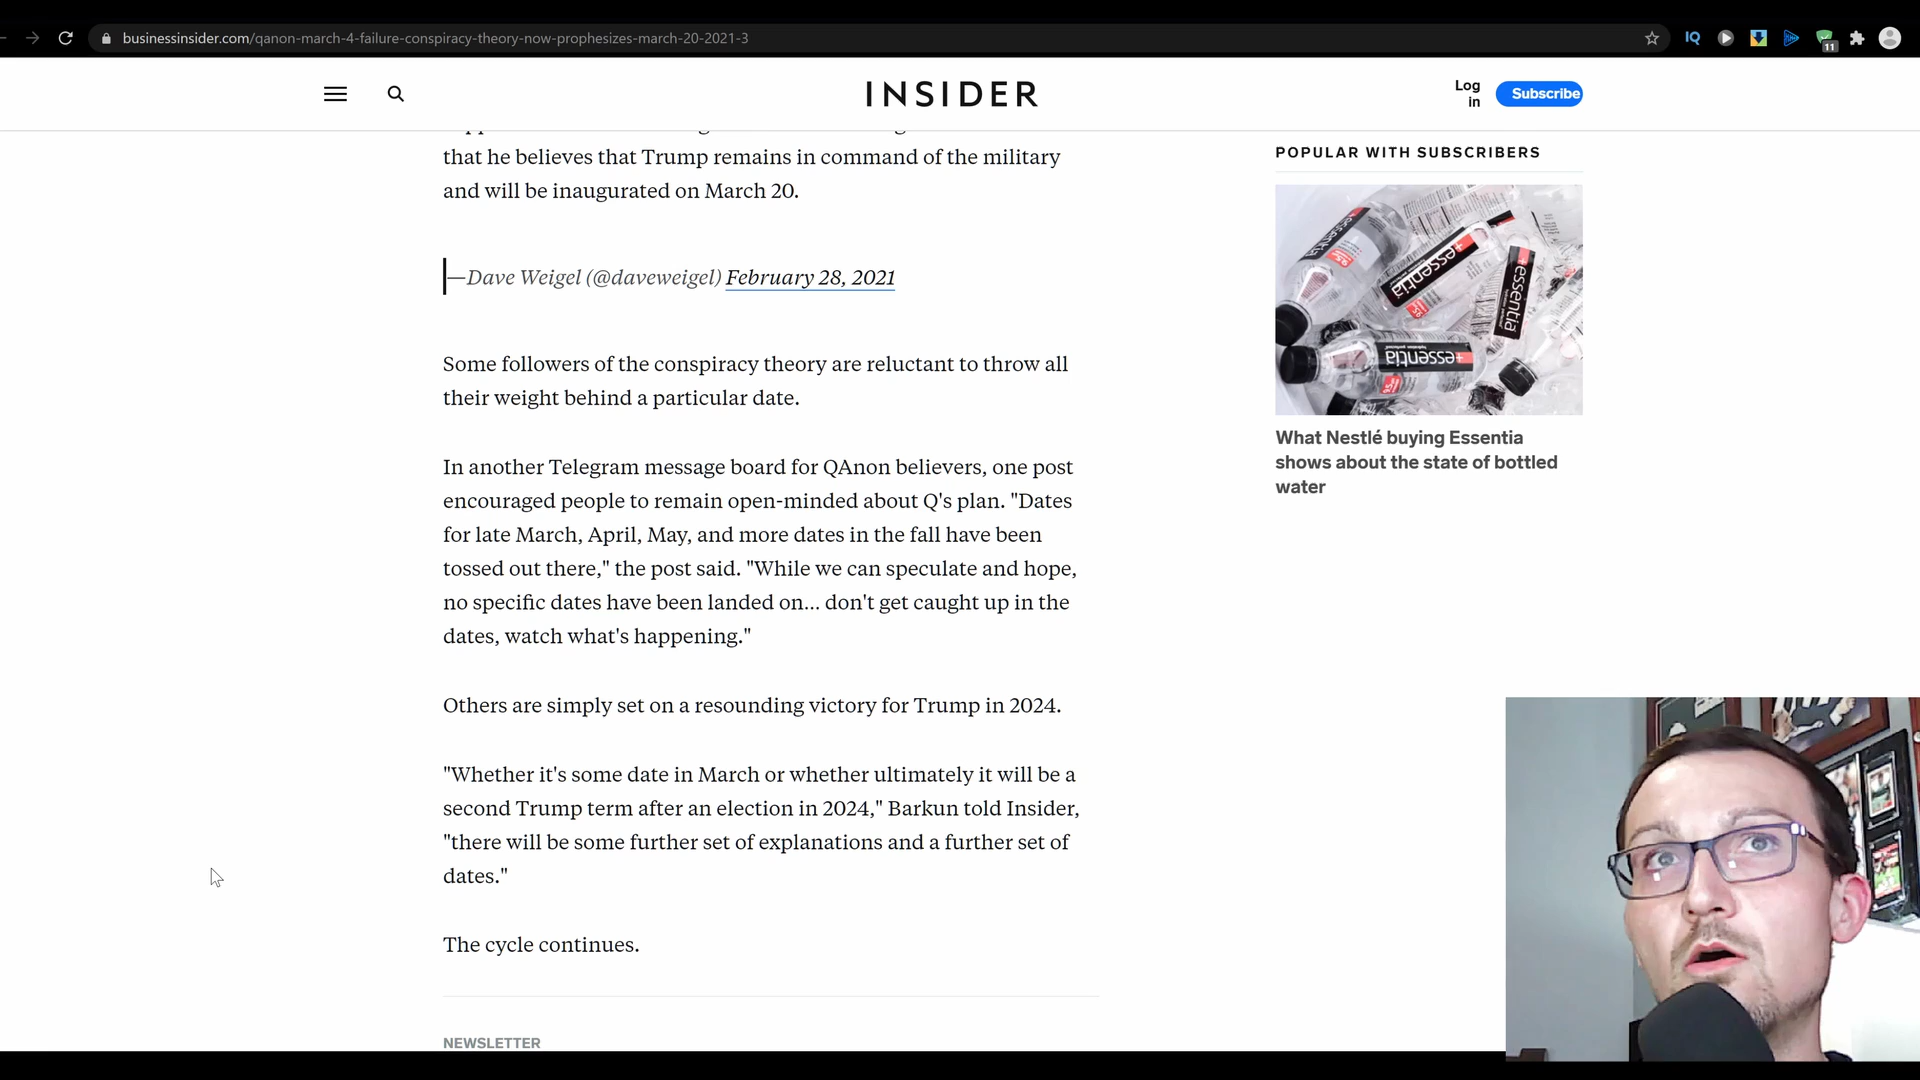 businessinsider.com/qanon-march-4-failure-conspiracy-theory-now-prophesizes-march-20-2021-3
IQ
11
INSIDER
Log
in
Subscribe
that he believes that Trump remains in command of the military
and will be inaugurated on March 20.
—Dave Weigel (@daveweigel) February 28, 2021
Some followers of the conspiracy theory are reluctant to throw all
their weight behind a particular date.
In another Telegram message board for QAnon believers, one post
encouraged people to remain open-minded about Q's plan. "Dates
for late March, April, May, and more dates in the fall have been
tossed out there," the post said. "While we can speculate and hope,
no specific dates have been landed on... don't get caught up in the
dates, watch what's happening."
Others are simply set on a resounding victory for Trump in 2024.
"Whether it's some date in March or whether ultimately it will be a
second Trump term after an election in 2024," Barkun told Insider,
"there will be some further set of explanations and a further set of
dates."
The cycle continues.
NEWSLETTER
POPULAR WITH SUBSCRIBERS
essentia
essentia
essentia
essentia
What Nestlé buying Essentia
shows about the state of bottled
water